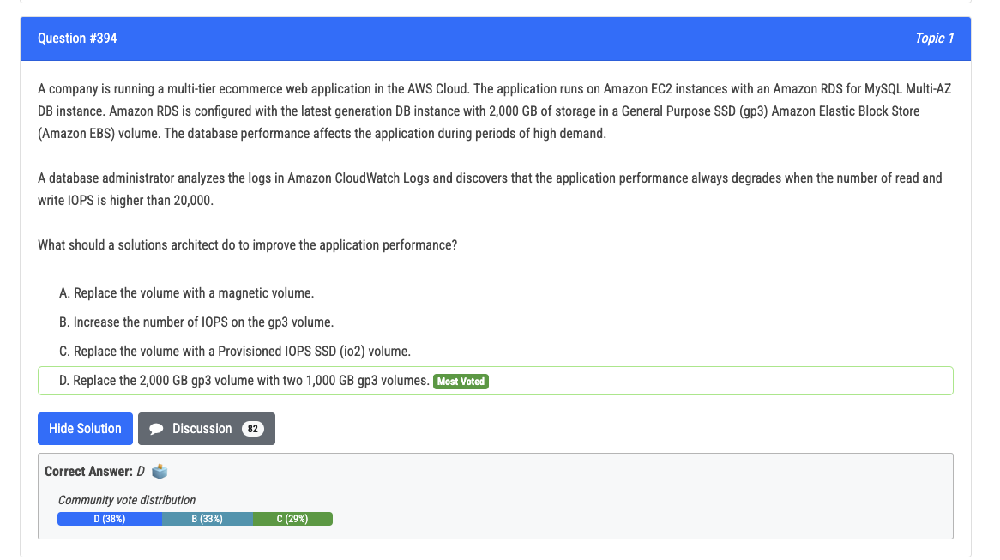 Question #394
Topic 1
A company is running a multi-tier ecommerce web application in the AWS Cloud. The application runs on Amazon EC2 instances with an Amazon RDS for MySQL Multi-AZ
DB instance. Amazon RDS is configured with the latest generation DB instance with 2,000 GB of storage in a General Purpose SSD (gp3) Amazon Elastic Block Store
(Amazon EBS) volume. The database performance affects the application during periods of high demand.
A database administrator analyzes the logs in Amazon CloudWatch Logs and discovers that the application performance always degrades when the number of read and
write IOPS is higher than 20,000.
What should a solutions architect do to improve the application performance?
A. Replace the volume with a magnetic volume.
B. Increase the number of IOPS on the gp3 volume.
C. Replace the volume with a Provisioned IOPS SSD (io2) volume.
D. Replace the 2,000 GB gp3 volume with two 1,000 GB gp3 volumes. Most Voted
Hide Solution
Discussion 82
Correct Answer: D
Community vote distribution
D (38%) B (33%) C (29%)